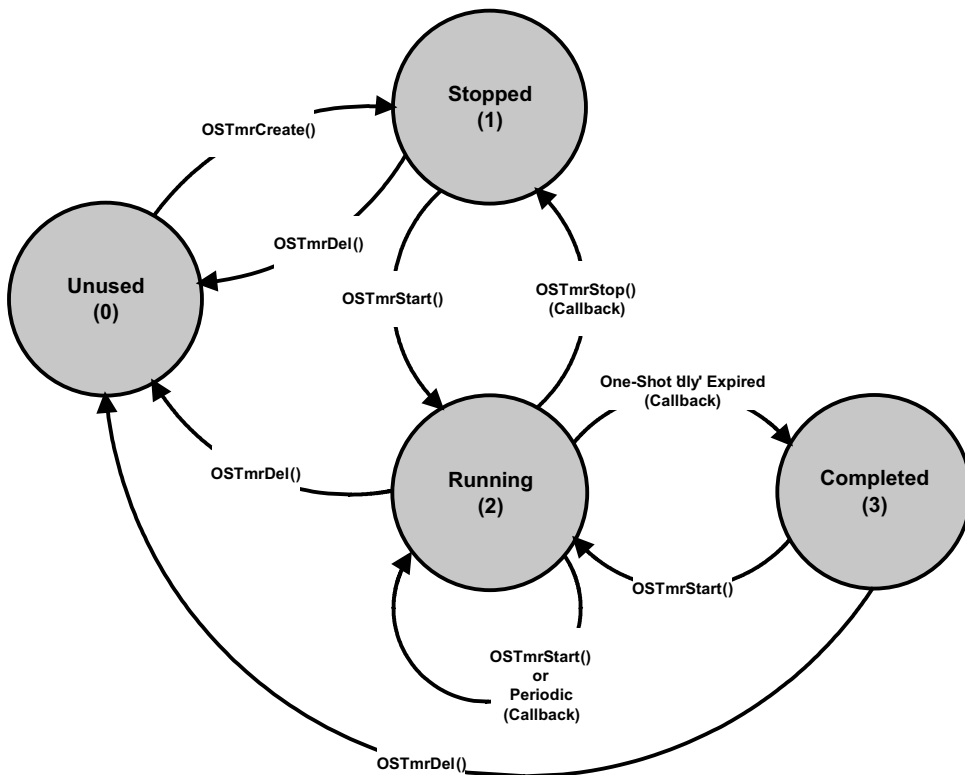 Stopped
(1)
OSTmrCreate()
OSTmrDel()
Unused
(0)
OSTmrStart()
OSTmrStop()
(Callback)
One-Shot 'dly' Expired
(Callback)
OSTmrDel()
Running
(2)
Completed
(3)
OSTmrStart()
OSTmrStart()
or
Periodic
(Callback)
OSTmrDel()